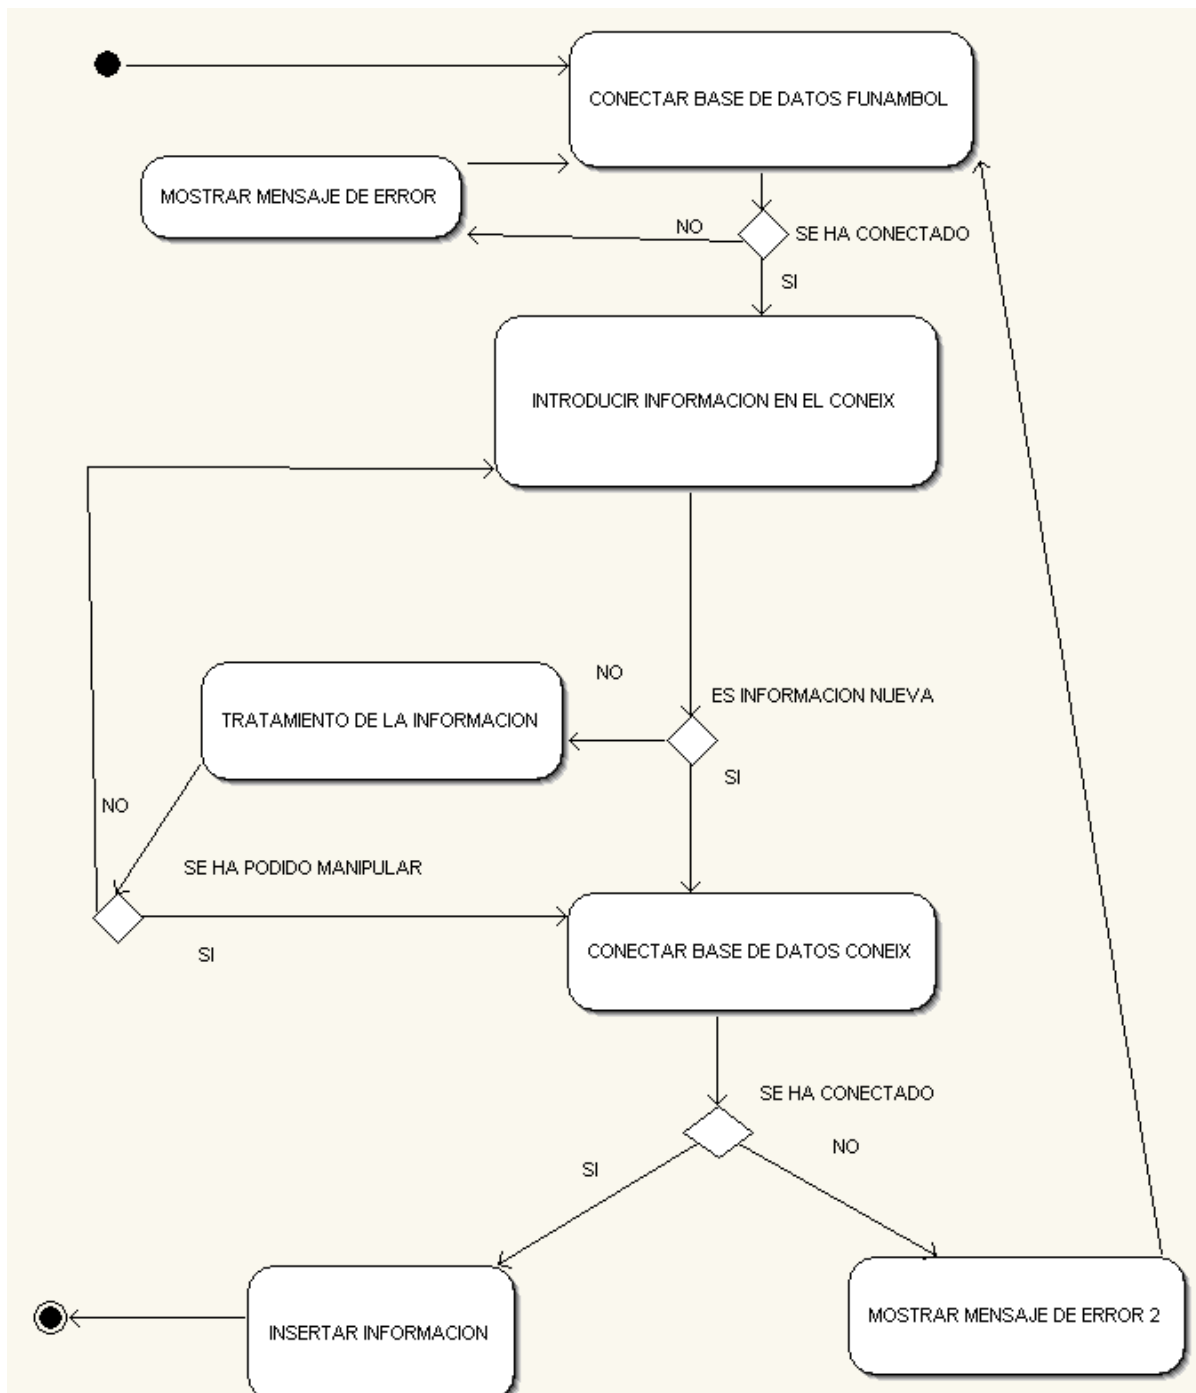 CONECTAR BASE DE DATOS FUNAMBOL
MOSTRAR MENSAJE DE ERROR
NO
SE HA CONECTADO
SI
INTRODUCIR INFORMACION EN EL CONEIX
NO
ES INFORMACION NUEVA
TRATAMIENTO DE LA INFORMACION
SI
NO
SE HA PODIDO MANIPULAR
SI
CONECTAR BASE DE DATOS CONEIX
SE HA CONECTADO
NO
SI
MOSTRAR MENSAJE DE ERROR 2
INSERTAR INFORMACION